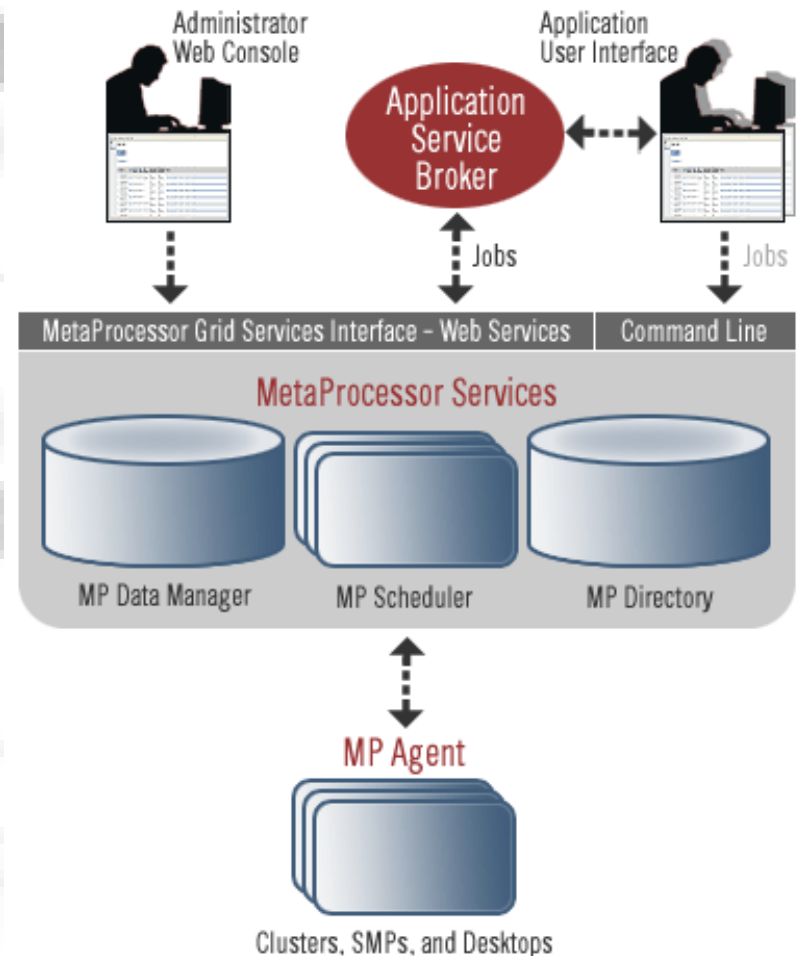 Administrator
Web Console
Application
User Interface
Application
Service
Broker
Jobs
Jobs
MetaProcessor Grid Services Interface – Web Services
Command Line
MetaProcessor Services
MP Data Manager
MP Scheduler
MP Directory
MP Agent
Clusters, SMPs, and Desktops